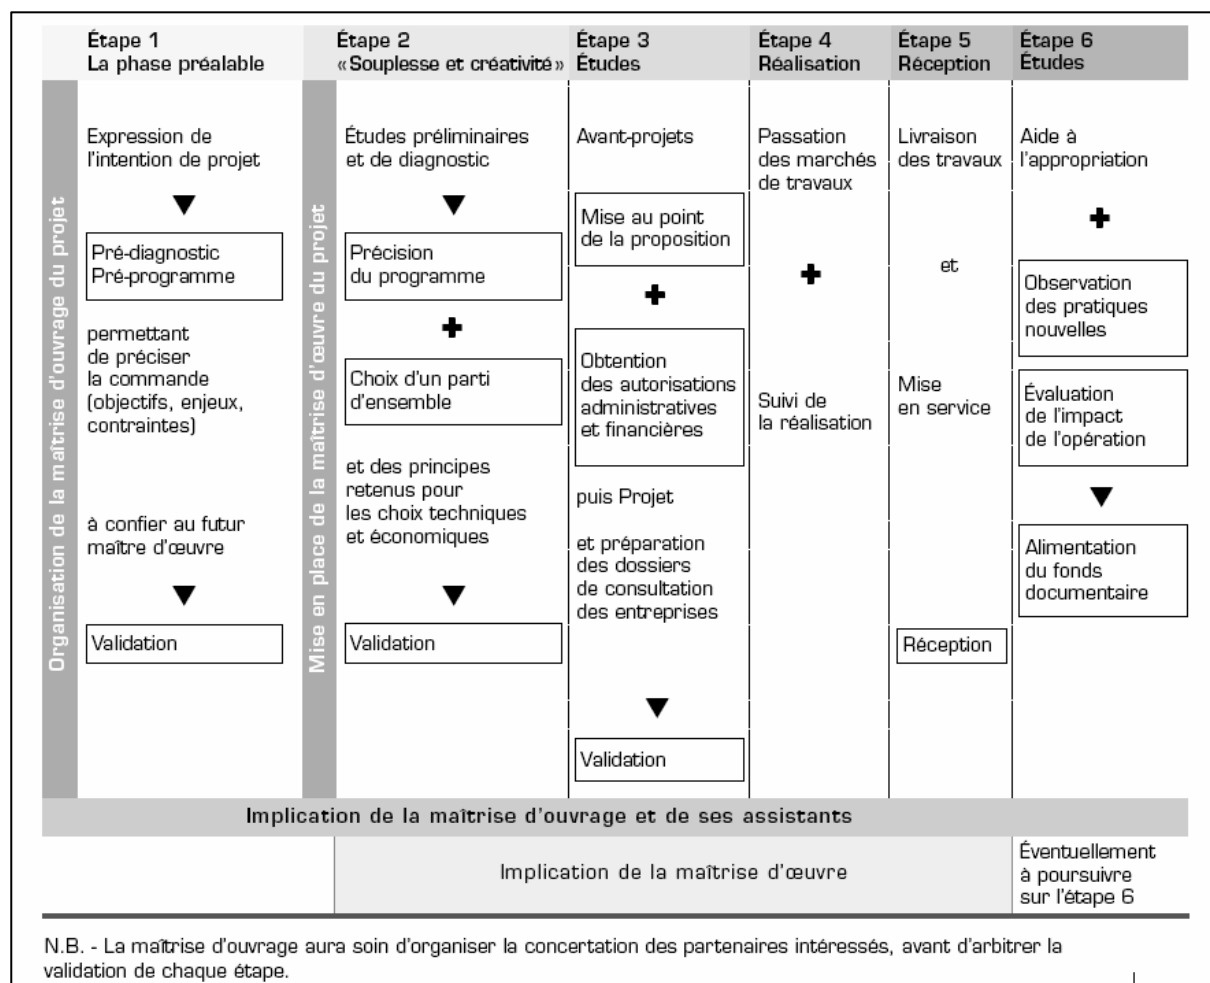 Étape 1
La phase préalable
Étape 2
« Souplesse et créativité »
Étape 3
Études
Étape 4
Réalisation
Étape 5
Réception
Étape 6
Études
Organisation de la maîtrise d'ouvrage du projet
Expression de
l'intention de projet
Pré-diagnostic
Pré-programme
permettant
de préciser
la commande
(objectifs, enjeux,
contraintes)
à confier au futur
maître d'œuvre
Validation
Mise en place de la maîtrise d'œuvre du projet
Études préliminaires
et de diagnostic
Précision
du programme
Choix d'un parti
d'ensemble
et des principes
retenus pour
les choix techniques
et économiques
Validation
Avant-projets
Mise au point
de la proposition
Obtention
des autorisations
administratives
et financières
puis Projet
et préparation
des dossiers
de consultation
des entreprises
Validation
Passation
des marchés
de travaux
Suivi de
la réalisation
Livraison
des travaux
et
Mise
en service
Réception
Aide à
l'appropriation
Observation
des pratiques
nouvelles
Évaluation
de l'impact
de l'opération
Alimentation
du fonds
documentaire
Implication de la maîtrise d'ouvrage et de ses assistants
Implication de la maîtrise d'œuvre
Éventuellement
à poursuivre
sur l'étape 6
N.B. - La maîtrise d'ouvrage aura soin d'organiser la concertation des partenaires intéressés, avant d'arbitrer la
validation de chaque étape.